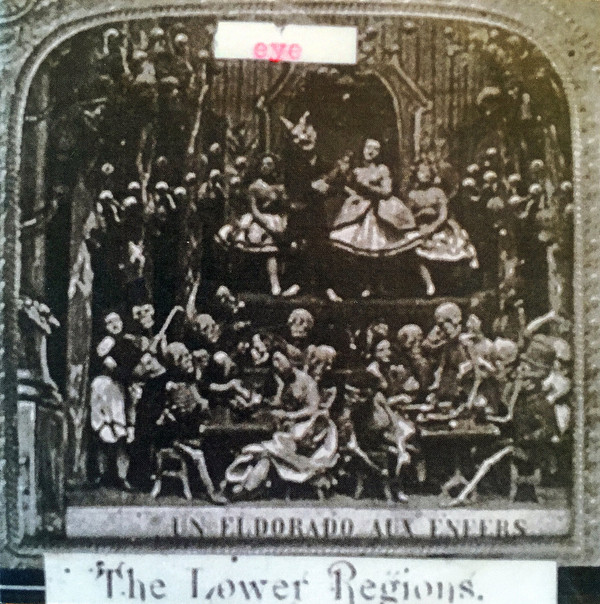 eye
UN ELDORADO AUX ENFERS
The Lower Regions.